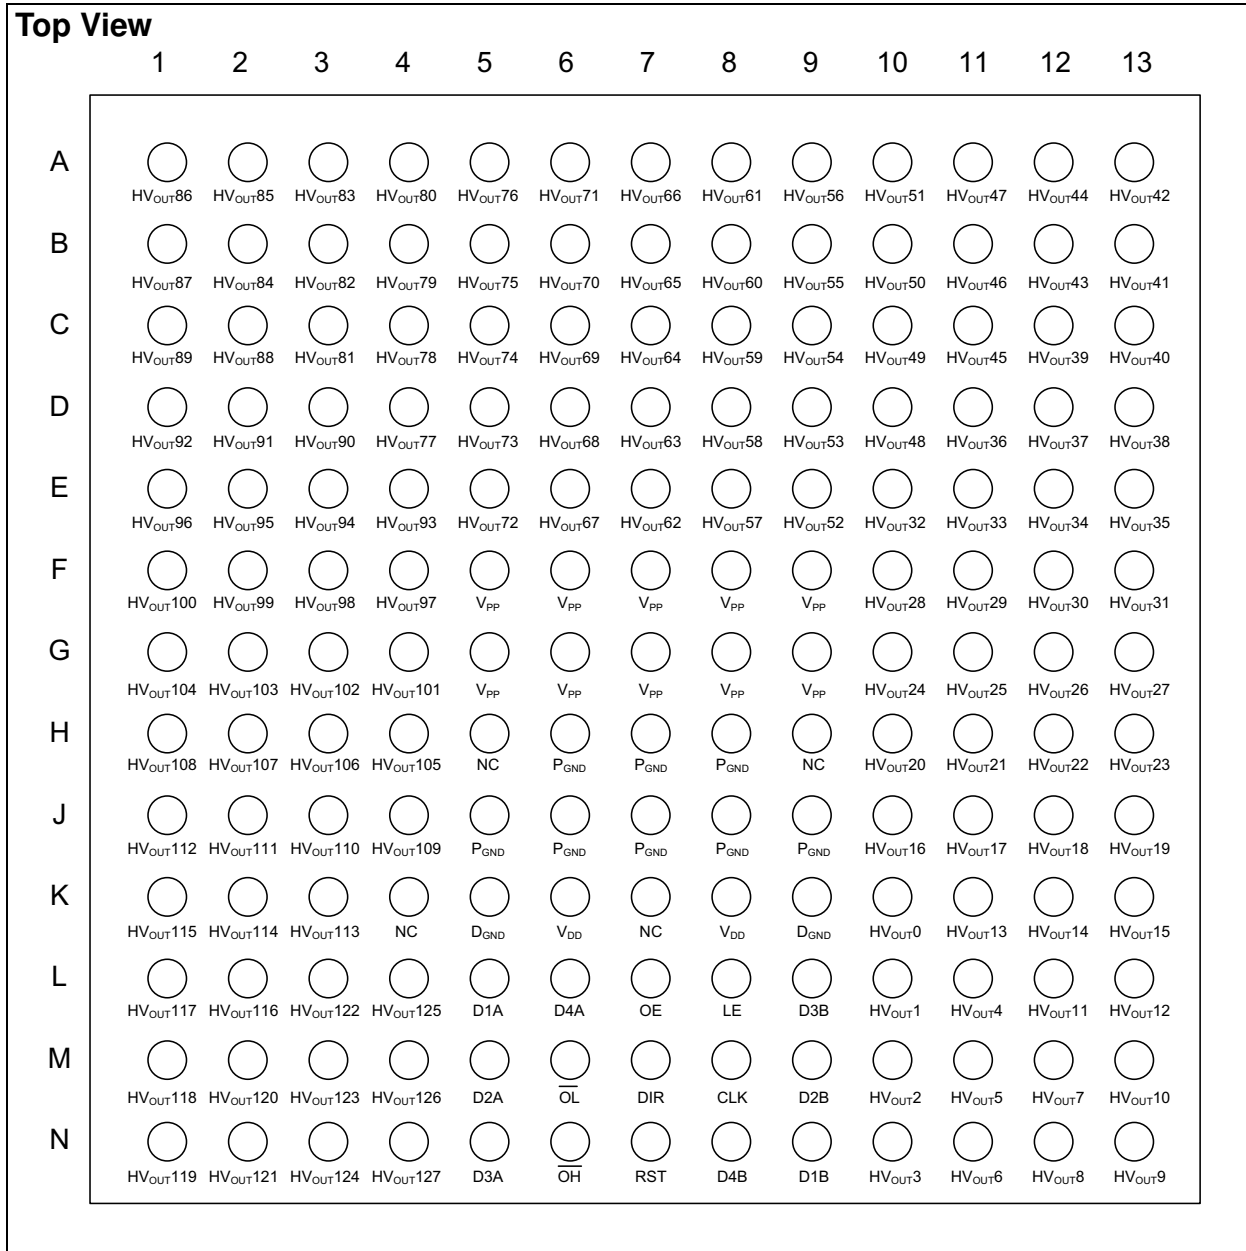 Top View
1 2 3 4 5 6 7 8 9 10 11 12 13
A
HVOUT86 HVOUT85 HVOUT83 HVOUT80 HVOUT76 HVOUT71 HVOUT66 HVOUT61 HVOUT56 HVOUT51 HVOUT47 HVOUT44 HVOUT42
B
HVOUT87 HVOUT84 HVOUT82 HVOUT79 HVOUT75 HVOUT70 HVOUT65 HVOUT60 HVOUT55 HVOUT50 HVOUT46 HVOUT43 HVOUT41
C
HVOUT89 HVOUT88 HVOUT81 HVOUT78 HVOUT74 HVOUT69 HVOUT64 HVOUT59 HVOUT54 HVOUT49 HVOUT45 HVOUT39 HVOUT40
D
HVOUT92 HVOUT91 HVOUT90 HVOUT77 HVOUT73 HVOUT68 HVOUT63 HVOUT58 HVOUT53 HVOUT48 HVOUT36 HVOUT37 HVOUT38
E
HVOUT96 HVOUT95 HVOUT94 HVOUT93 HVOUT72 HVOUT67 HVOUT62 HVOUT57 HVOUT52 HVOUT32 HVOUT33 HVOUT34 HVOUT35
F
HVOUT100 HVOUT99 HVOUT98 HVOUT97 VPP VPP VPP VPP VPP HVOUT28 HVOUT29 HVOUT30 HVOUT31
G
HVOUT104 HVOUT103 HVOUT102 HVOUT101 VPP VPP VPP VPP VPP HVOUT24 HVOUT25 HVOUT26 HVOUT27
H
HVOUT108 HVOUT107 HVOUT106 HVOUT105 NC PGND PGND PGND NC HVOUT20 HVOUT21 HVOUT22 HVOUT23
J
HVOUT112 HVOUT111 HVOUT110 HVOUT109 PGND PGND PGND PGND PGND HVOUT16 HVOUT17 HVOUT18 HVOUT19
K
HVOUT115 HVOUT114 HVOUT113 NC DGND VDD NC VDD DGND HVOUT0 HVOUT13 HVOUT14 HVOUT15
L
HVOUT117 HVOUT116 HVOUT122 HVOUT125 D1A D4A OE LE D3B HVOUT1 HVOUT4 HVOUT11 HVOUT12
M
HVOUT118 HVOUT120 HVOUT123 HVOUT126 D2A O̅L̅ DIR CLK D2B HVOUT2 HVOUT5 HVOUT7 HVOUT10
N
HVOUT119 HVOUT121 HVOUT124 HVOUT127 D3A O̅H̅ RST D4B D1B HVOUT3 HVOUT6 HVOUT8 HVOUT9